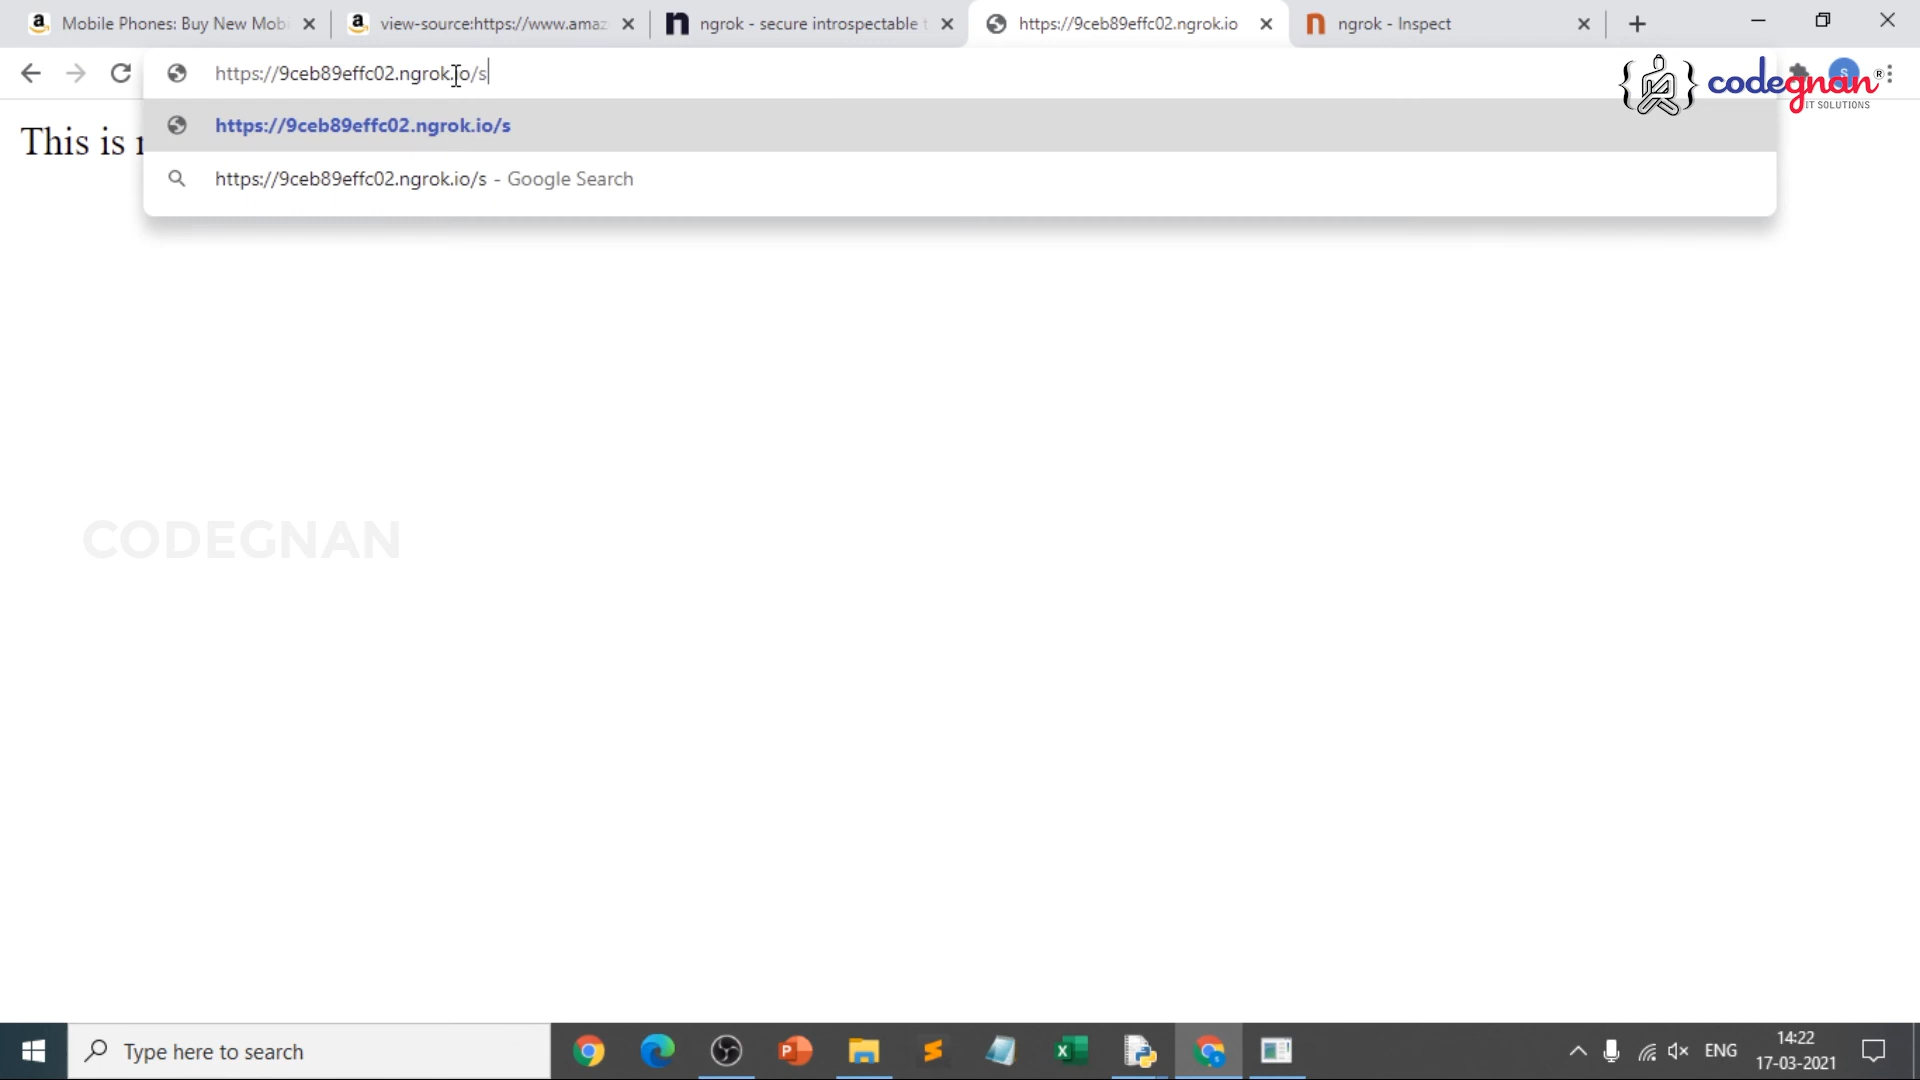 Mobile Phones: Buy New Mobi
view-source:https://www.amaz
ngrok - secure introspectable t
https://9ceb89effc02.ngrok.io
ngrok - Inspect
https://9ceb89effc02.ngrok.io/s
S
codegnan®
IT SOLUTIONS
https://9ceb89effc02.ngrok.io/s
This is
https://9ceb89effc02.ngrok.io/s - Google Search
CODEGNAN
Type here to search
ENG
14:22
17-03-2021